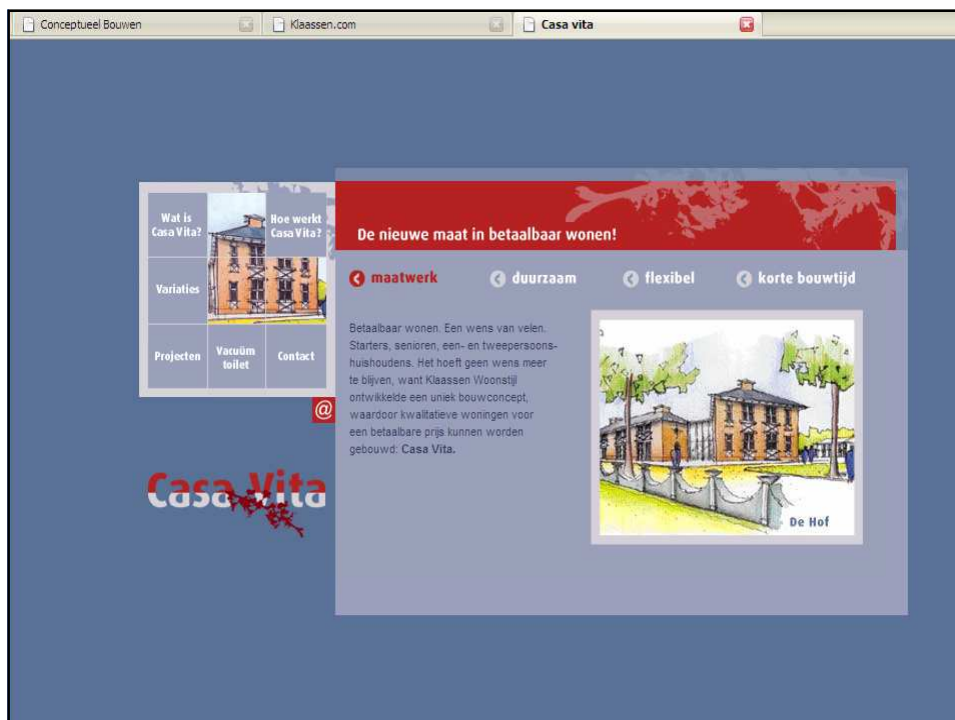 Conceptueel Bouwen
Klaassen.com
Casa vita
Wat is
Casa Vita?
Hoe werkt
Casa Vita?
Variaties
Projecten
Vacuüm
toilet
Contact
@
Casa Vita
De nieuwe maat in betaalbaar wonen!
maatwerk
duurzaam
flexibel
korte bouwtijd
Betaalbaar wonen. Een wens van velen.
Starters, senioren, een- en tweepersoons-
huishoudens. Het hoeft geen wens meer
te blijven, want Klaassen Woonstijl
ontwikkelde een uniek bouwconcept,
waardoor kwalitatieve woningen voor
een betaalbare prijs kunnen worden
gebouwd: Casa Vita.
De Hof